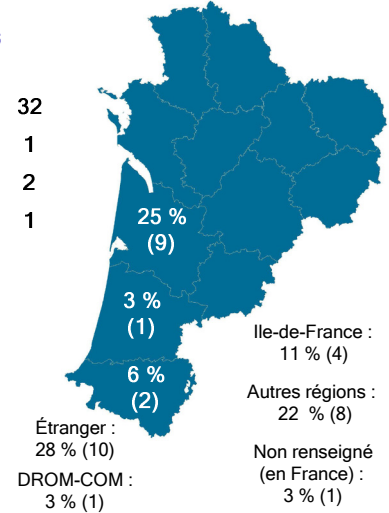 32
1
2
1
25 %
(9)
3 %
(1)
6 %
(2)
Ile-de-France :
11 % (4)
Autres régions :
22 % (8)
Étranger :
28 % (10)
Non renseigné
(en France) :
3 % (1)
DROM-COM :
3 % (1)